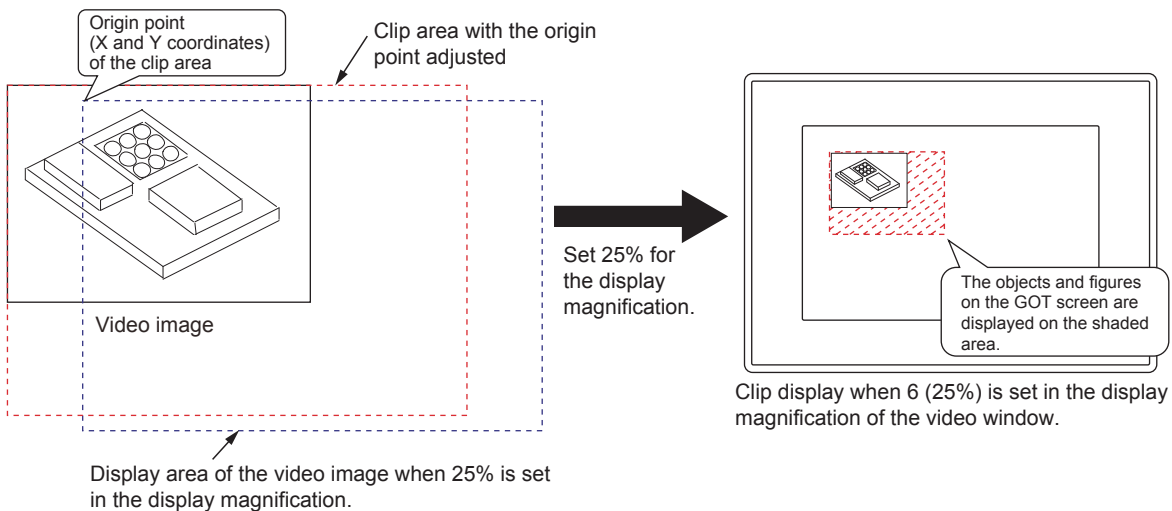 Origin point
(X and Y coordinates)
of the clip area
Clip area with the origin
point adjusted
Video image
Display area of the video image when 25% is set
in the display magnification.
Set 25% for
the display
magnification.
The objects and figures
on the GOT screen are
displayed on the shaded
area.
Clip display when 6 (25%) is set in the display
magnification of the video window.